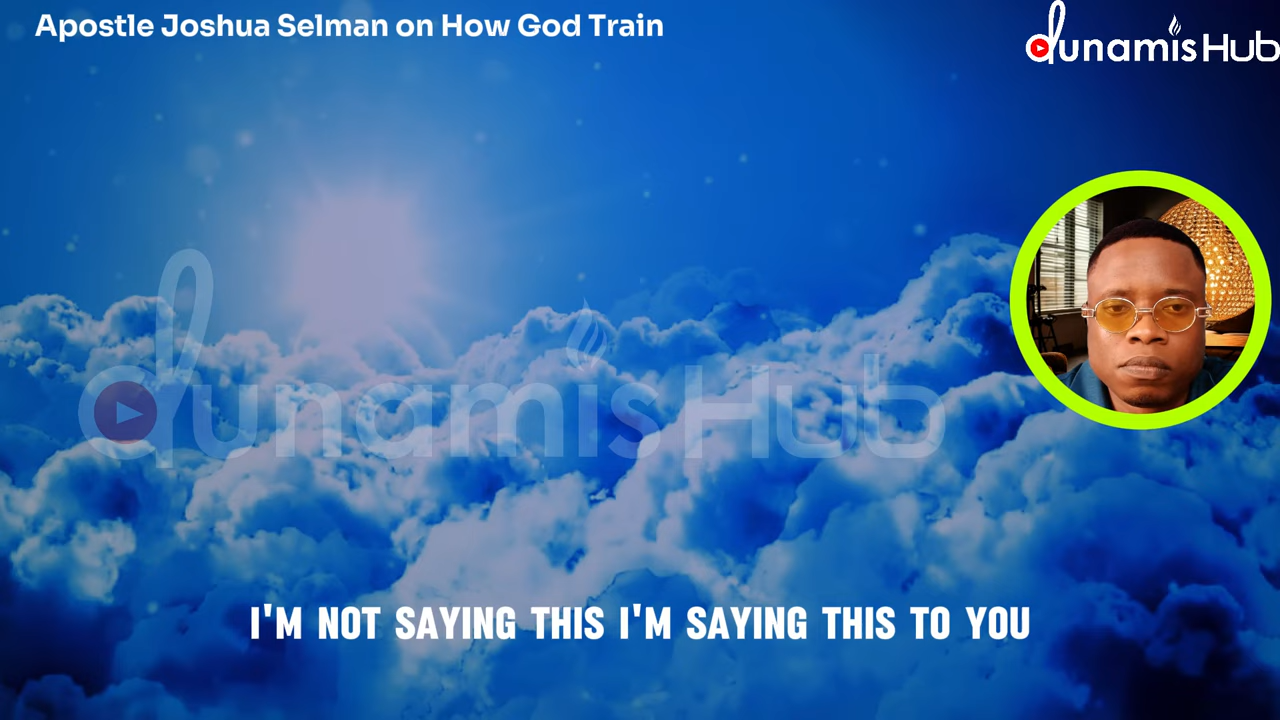 Apostle Joshua Selman on How God Train
dunamisHub
dunamisHub
I'M NOT SAYING THIS I'M SAYING THIS TO YOU